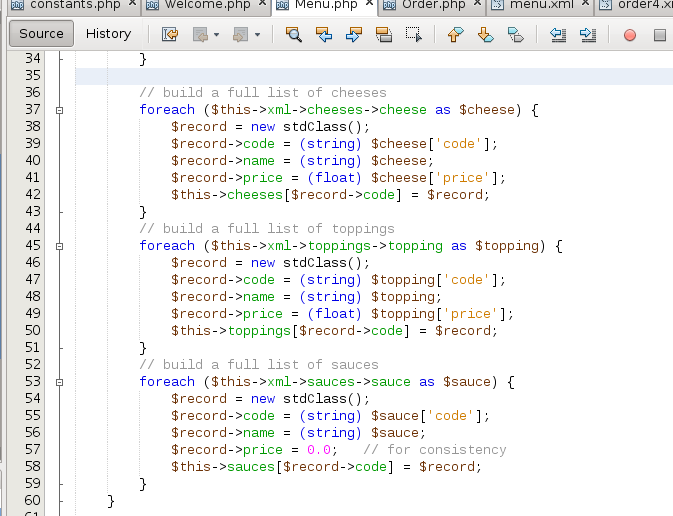 constants.php Welcome.php Menu.php Order.php menu.xml order4.x
Source History
34 }
35
36 // build a full list of cheeses
37 foreach ($this->xml->cheeses->cheese as $cheese) {
38 $record = new stdClass();
39 $record->code = (string) $cheese['code'];
40 $record->name = (string) $cheese;
41 $record->price = (float) $cheese['price'];
42 $this->cheeses[$record->code] = $record;
43 }
44 // build a full list of toppings
45 foreach ($this->xml->toppings->topping as $topping) {
46 $record = new stdClass();
47 $record->code = (string) $topping['code'];
48 $record->name = (string) $topping;
49 $record->price = (float) $topping['price'];
50 $this->toppings[$record->code] = $record;
51 }
52 // build a full list of sauces
53 foreach ($this->xml->sauces->sauce as $sauce) {
54 $record = new stdClass();
55 $record->code = (string) $sauce['code'];
56 $record->name = (string) $sauce;
57 $record->price = 0.0; // for consistency
58 $this->sauces[$record->code] = $record;
59 }
60 }